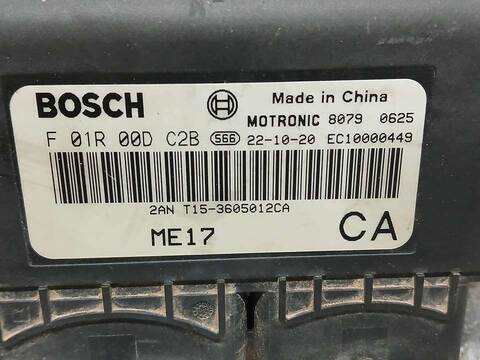 BOSCH Made in China
MOTRONIC 8079 0625
F 01R 00D C2B S66 22-10-20 EC10000449
2AN T15-3605012CA
ME17 CA